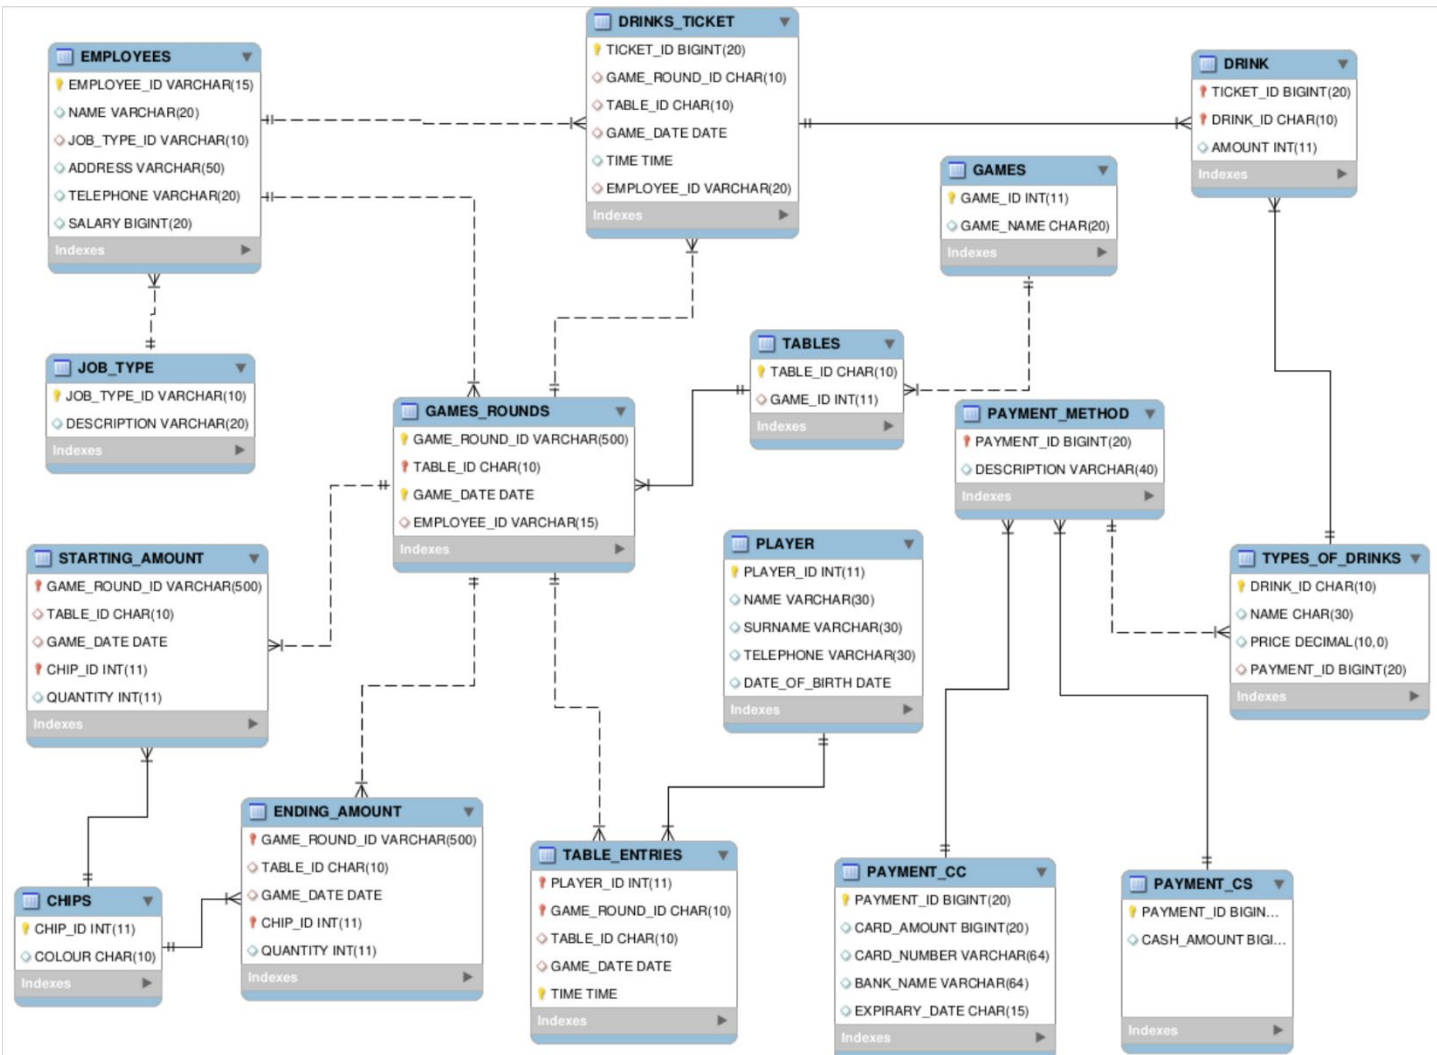 EMPLOYEES
EMPLOYEE_ID VARCHAR(15)
NAME VARCHAR(20)
JOB_TYPE_ID VARCHAR(10)
ADDRESS VARCHAR(50)
TELEPHONE VARCHAR(20)
SALARY BIGINT(20)
Indexes
DRINKS_TICKET
TICKET_ID BIGINT(20)
GAME_ROUND_ID CHAR(10)
TABLE_ID CHAR(10)
GAME_DATE DATE
TIME TIME
EMPLOYEE_ID VARCHAR(20)
Indexes
DRINK
TICKET_ID BIGINT(20)
DRINK_ID CHAR(10)
AMOUNT INT(11)
Indexes
GAMES
GAME_ID INT(11)
GAME_NAME CHAR(20)
Indexes
JOB_TYPE
JOB_TYPE_ID VARCHAR(10)
DESCRIPTION VARCHAR(20)
Indexes
GAMES_ROUNDS
GAME_ROUND_ID VARCHAR(500)
TABLE_ID CHAR(10)
GAME_DATE DATE
EMPLOYEE_ID VARCHAR(15)
Indexes
TABLES
TABLE_ID CHAR(10)
GAME_ID INT(11)
Indexes
PAYMENT_METHOD
PAYMENT_ID BIGINT(20)
DESCRIPTION VARCHAR(40)
Indexes
STARTING_AMOUNT
GAME_ROUND_ID VARCHAR(500)
TABLE_ID CHAR(10)
GAME_DATE DATE
CHIP_ID INT(11)
QUANTITY INT(11)
Indexes
PLAYER
PLAYER_ID INT(11)
NAME VARCHAR(30)
SURNAME VARCHAR(30)
TELEPHONE VARCHAR(30)
DATE_OF_BIRTH DATE
Indexes
TYPES_OF_DRINKS
DRINK_ID CHAR(10)
NAME CHAR(30)
PRICE DECIMAL(10,0)
PAYMENT_ID BIGINT(20)
Indexes
CHIPS
CHIP_ID INT(11)
COLOUR CHAR(10)
Indexes
ENDING_AMOUNT
GAME_ROUND_ID VARCHAR(500)
TABLE_ID CHAR(10)
GAME_DATE DATE
CHIP_ID INT(11)
QUANTITY INT(11)
Indexes
TABLE_ENTRIES
PLAYER_ID INT(11)
GAME_ROUND_ID CHAR(10)
TABLE_ID CHAR(10)
GAME_DATE DATE
TIME TIME
Indexes
PAYMENT_CC
PAYMENT_ID BIGINT(20)
CARD_AMOUNT BIGINT(20)
CARD_NUMBER VARCHAR(64)
BANK_NAME VARCHAR(64)
EXPIRARY_DATE CHAR(15)
Indexes
PAYMENT_CS
PAYMENT_ID BIGIN...
CASH_AMOUNT BIGI...
Indexes